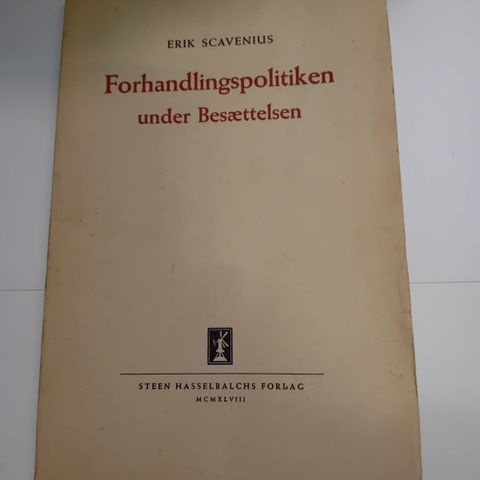 ERIK SCAVENIUS
Forhandlingspolitiken
under Besættelsen
STEEN HASSELBALCHS FORLAG
MCMXLVIII